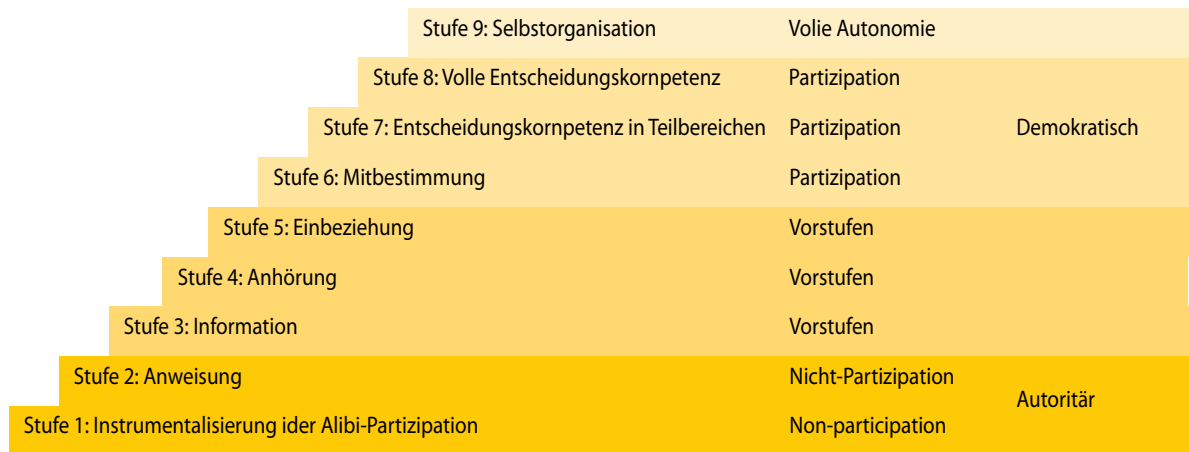 Stufe 9: Selbstorganisation Volie Autonomie
Stufe 8: Volle Entscheidungskornpetenz Partizipation
Stufe 7: Entscheidungskornpetenz in Teilbereichen Partizipation Demokratisch
Stufe 6: Mitbestimmung Partizipation
Stufe 5: Einbeziehung Vorstufen
Stufe 4: Anhörung Vorstufen
Stufe 3: Information Vorstufen
Stufe 2: Anweisung Nicht-Partizipation
Autoritär
Stufe 1: Instrumentalisierung ider Alibi-Partizipation Non-participation